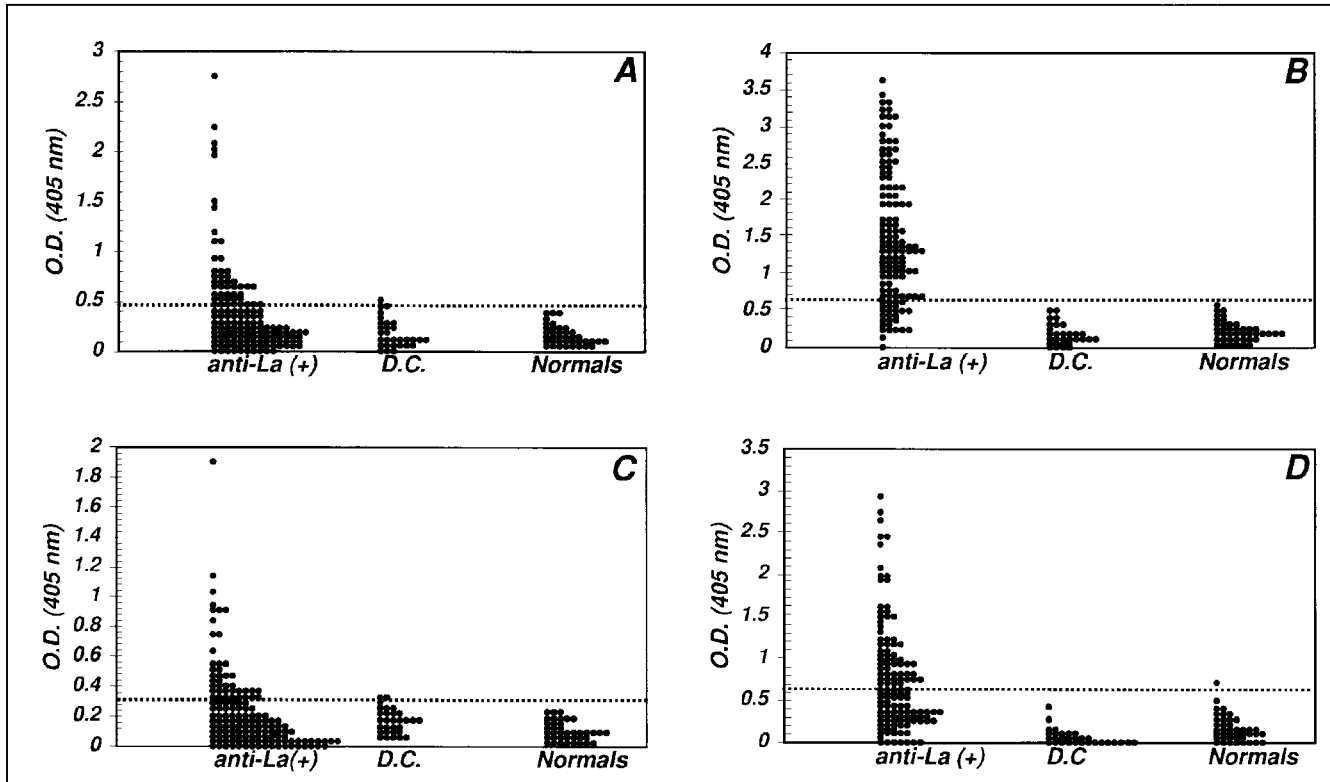 A
O.D. (405 nm)
3
2.5
2
1.5
1
0.5
0
anti-La (+) D.C. Normals
B
O.D. (405 nm)
4
3.5
3
2.5
2
1.5
1
0.5
0
anti-La (+) D.C. Normals
C
O.D. (405 nm)
2
1.8
1.6
1.4
1.2
1
0.8
0.6
0.4
0.2
0
anti-La(+) D.C. Normals
D
O.D. (405 nm)
3.5
3
2.5
2
1.5
1
0.5
0
anti-La (+) D.C Normals